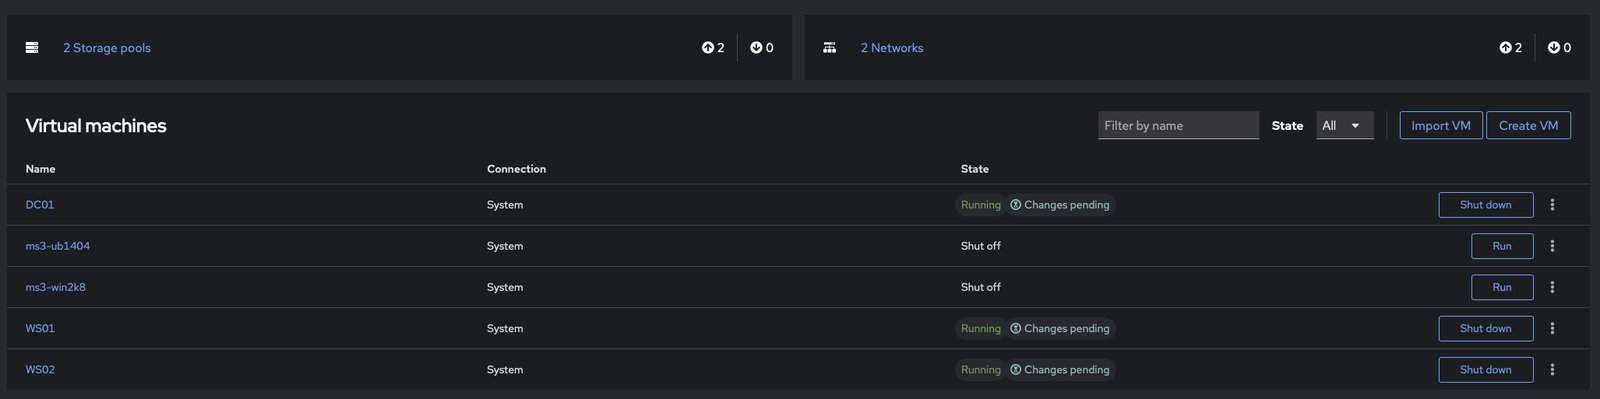 2 Storage pools 2 0 2 Networks 2 0
Virtual machines Filter by name State All Import VM Create VM
Name Connection State
DC01 System Running Changes pending Shut down
ms3-ub1404 System Shut off Run
ms3-win2k8 System Shut off Run
WS01 System Running Changes pending Shut down
WS02 System Running Changes pending Shut down